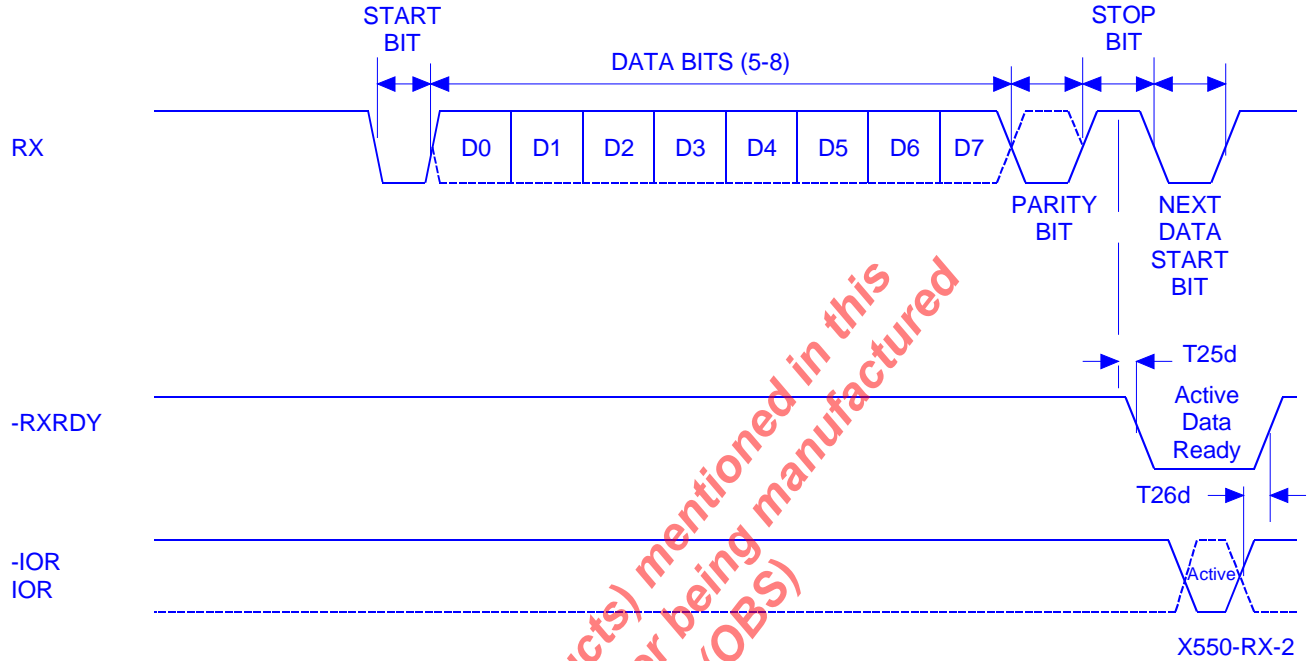 START
BIT
STOP
BIT
DATA BITS (5-8)
RX
D0 D1 D2 D3 D4 D5 D6 D7
PARITY
BIT
NEXT
DATA
START
BIT
T25d
-RXRDY
Active
Data
Ready
T26d
-IOR
IOR
Active
X550-RX-2
mentioned in this
being manufactured
(OBS)